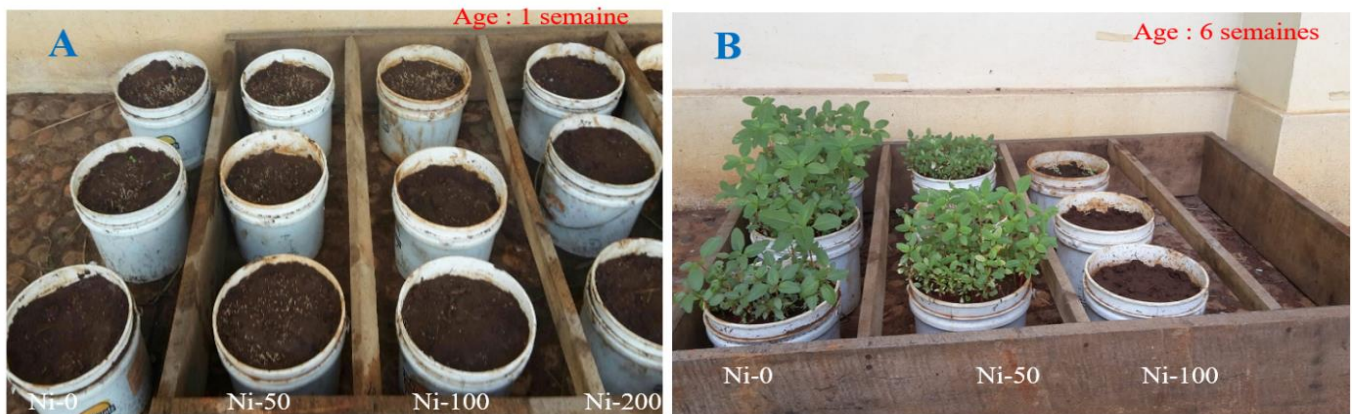 A
Age : 1 semaine
Ni-0
Ni-50
Ni-100
Ni-200
B
Age : 6 semaines
Ni-0
Ni-50
Ni-100